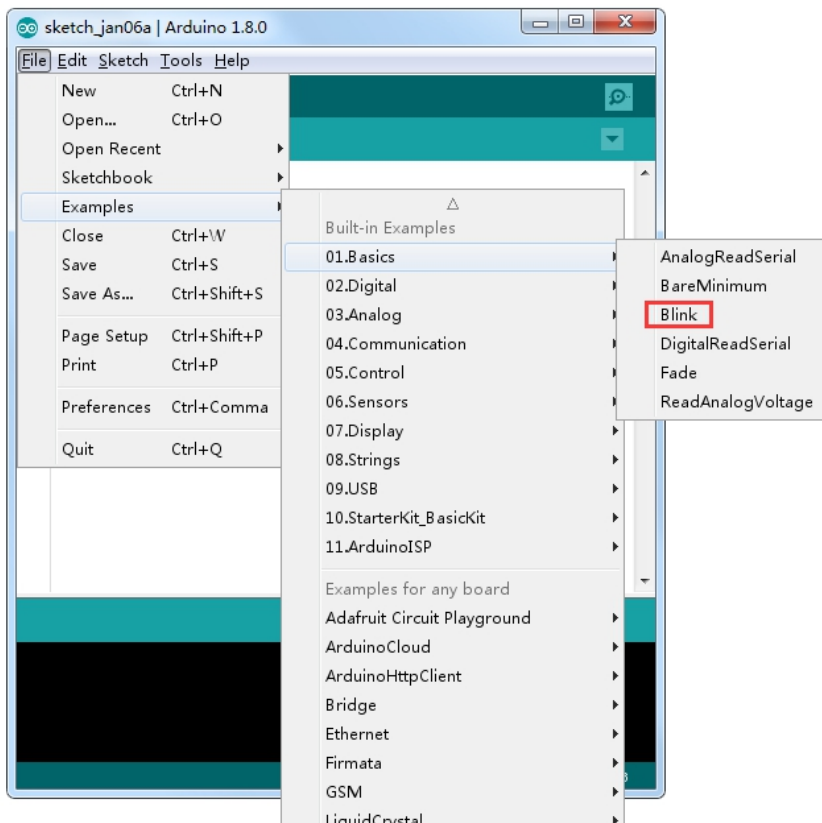 sketch_jan06a | Arduino 1.8.0
File Edit Sketch Tools Help
New Ctrl+N
Open... Ctrl+O
Open Recent
Sketchbook
Examples
Close Ctrl+W
Save Ctrl+S
Save As... Ctrl+Shift+S
Page Setup Ctrl+Shift+P
Print Ctrl+P
Preferences Ctrl+Comma
Quit Ctrl+Q
Built-in Examples
01.Basics
02.Digital
03.Analog
04.Communication
05.Control
06.Sensors
07.Display
08.Strings
09.USB
10.StarterKit_BasicKit
11.ArduinoISP
Examples for any board
Adafruit Circuit Playground
ArduinoCloud
ArduinoHttpClient
Bridge
Ethernet
Firmata
GSM
LiquidCrystal
AnalogReadSerial
BareMinimum
Blink
DigitalReadSerial
Fade
ReadAnalogVoltage